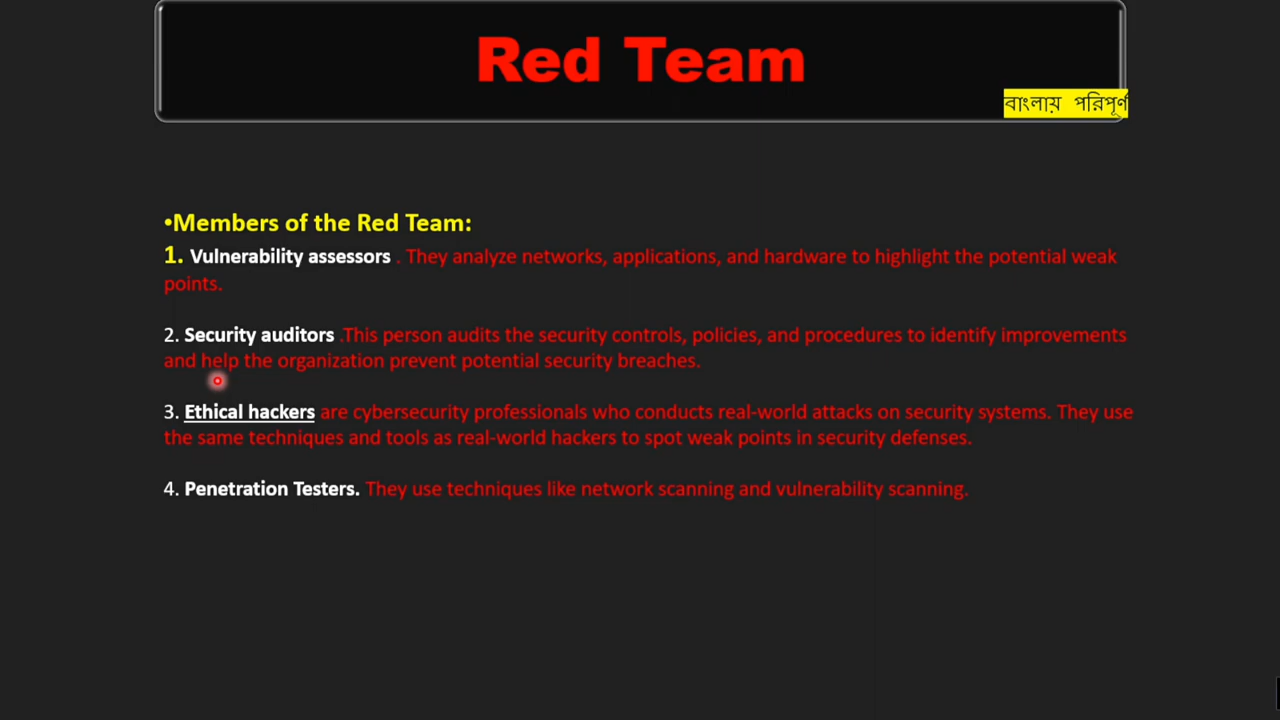 Red Team
বাংলায় পরিপূর্ণ
•Members of the Red Team:
1. Vulnerability assessors . They analyze networks, applications, and hardware to highlight the potential weak
points.
2. Security auditors .This person audits the security controls, policies, and procedures to identify improvements
and help the organization prevent potential security breaches.
3. Ethical hackers are cybersecurity professionals who conducts real-world attacks on security systems. They use
the same techniques and tools as real-world hackers to spot weak points in security defenses.
4. Penetration Testers. They use techniques like network scanning and vulnerability scanning.